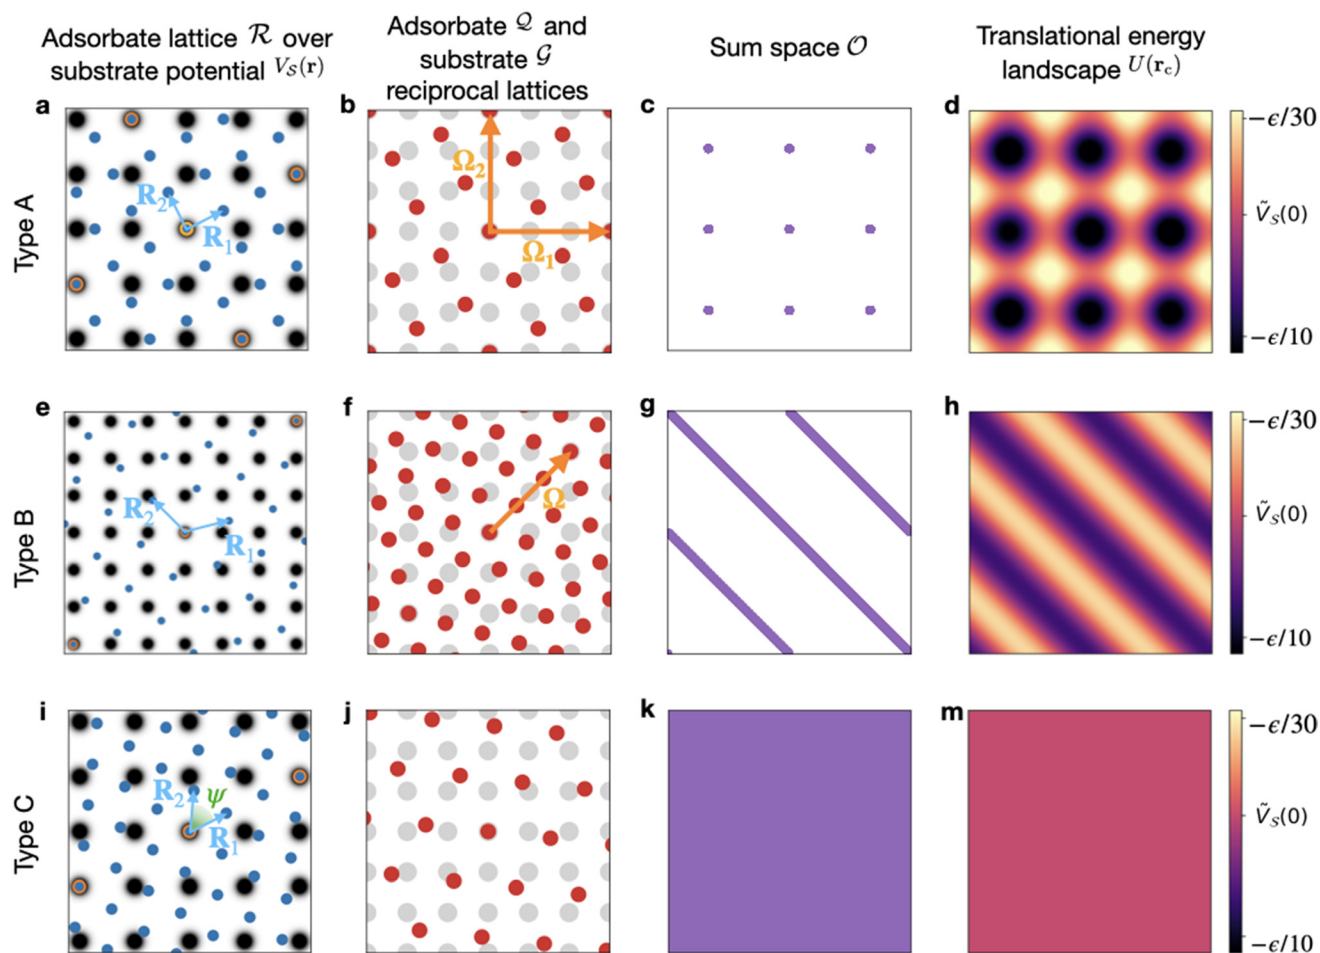 Adsorbate lattice ℛ over
substrate potential V_𝒮(r)
Adsorbate 𝒬 and
substrate 𝒢
reciprocal lattices
Sum space 𝒪
Translational energy
landscape U(r_c)
Type A
a
R₂
R₁
b
Ω₂
Ω₁
c
d
−ϵ/30
Ṽ_𝒮(0)
−ϵ/10
Type B
e
R₂
R₁
f
Ω
g
h
−ϵ/30
Ṽ_𝒮(0)
−ϵ/10
Type C
i
R₂
ψ
R₁
j
k
m
−ϵ/30
Ṽ_𝒮(0)
−ϵ/10